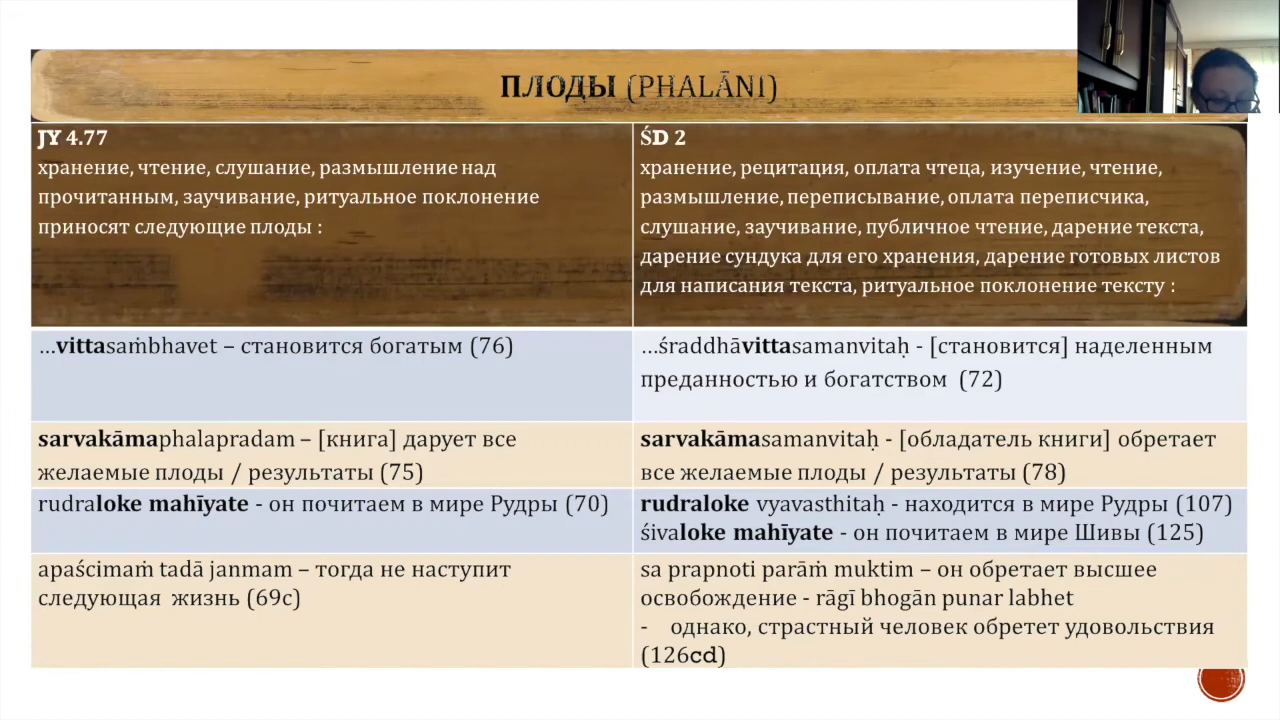 ПЛОДЫ (PHALĀNI)
JY 4.77
хранение, чтение, слушание, размышление над
прочитанным, заучивание, ритуальное поклонение
приносят следующие плоды :
ŚD 2
хранение, рецитация, оплата чтеца, изучение, чтение,
размышление, переписывание, оплата переписчика,
слушание, заучивание, публичное чтение, дарение текста,
дарение сундука для его хранения, дарение готовых листов
для написания текста, ритуальное поклонение тексту :
...vittasaṁbhavet – становится богатым (76)
...śraddhāvittasamanvitaḥ - [становится] наделенным
преданностью и богатством (72)
sarvakāmaphalapradam – [книга] дарует все
желаемые плоды / результаты (75)
sarvakāmasamanvitaḥ - [обладатель книги] обретает
все желаемые плоды / результаты (78)
rudraloke mahīyate - он почитаем в мире Рудры (70)
rudraloke vyavasthitaḥ - находится в мире Рудры (107)
śivaloke mahīyate - он почитаем в мире Шивы (125)
apaścimaṁ tadā janmam – тогда не наступит
следующая жизнь (69c)
sa prapnoti parāṁ muktim – он обретает высшее
освобождение - rāgī bhogān punar labhet
- однако, страстный человек обретет удовольствия
(126cd)